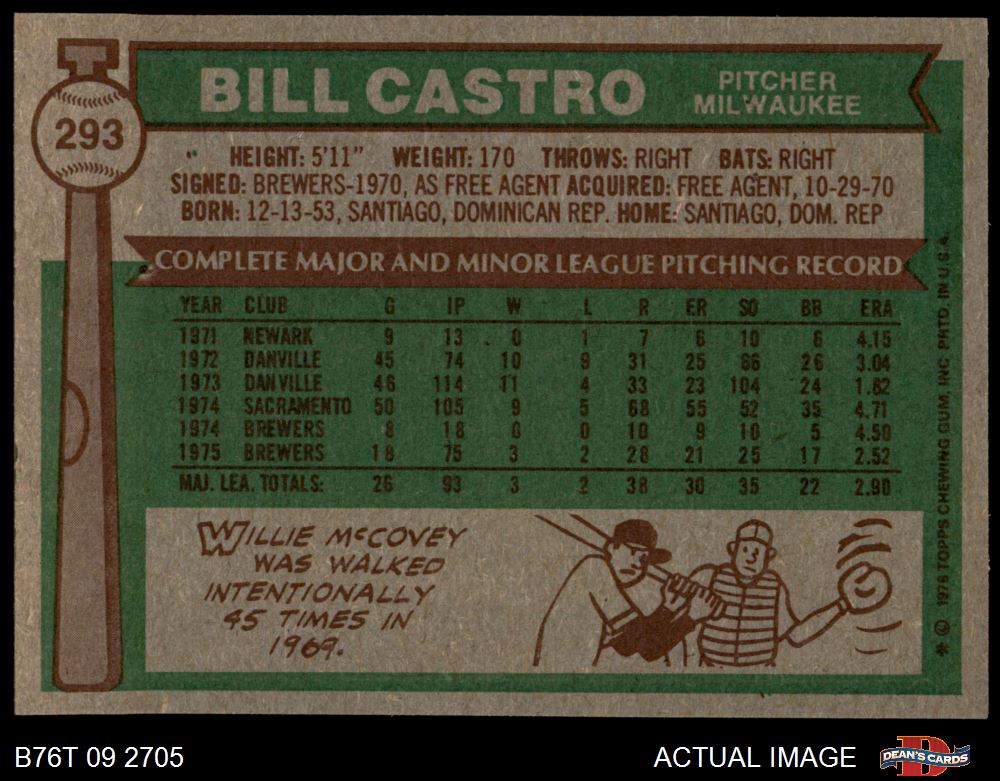 293
BILL CASTRO
PITCHER
MILWAUKEE
HEIGHT: 5'11" WEIGHT: 170 THROWS: RIGHT BATS: RIGHT
SIGNED: BREWERS-1970, AS FREE AGENT ACQUIRED: FREE AGENT, 10-29-70
BORN: 12-13-53, SANTIAGO, DOMINICAN REP. HOME: SANTIAGO, DOM. REP
COMPLETE MAJOR AND MINOR LEAGUE PITCHING RECORD
YEAR CLUB G IP W L R ER SO BB ERA
1971 NEWARK 9 13 0 1 7 6 10 6 4.15
1972 DANVILLE 45 74 10 9 31 25 86 26 3.04
1973 DANVILLE 46 114 11 4 33 23 104 24 1.82
1974 SACRAMENTO 50 105 9 5 68 55 52 35 4.71
1974 BREWERS 8 18 0 0 10 9 10 5 4.50
1975 BREWERS 18 75 3 2 28 21 25 17 2.52
MAJ. LEA. TOTALS: 26 93 3 2 38 30 35 22 2.90
WILLIE McCOVEY
WAS WALKED
INTENTIONALLY
45 TIMES IN
1969.
* © 1976 TOPPS CHEWING GUM, INC. PRTD. IN U.S.A.
B76T 09 2705
ACTUAL IMAGE
DEAN'S CARDS